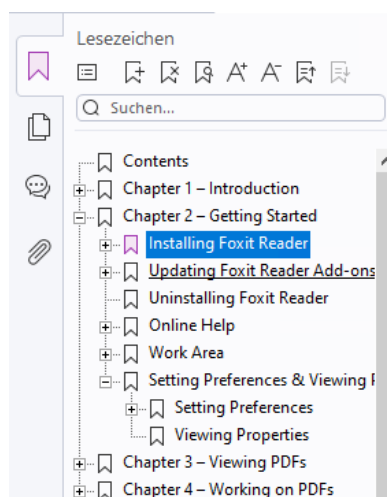 Lesezeichen
A+ A-
Suchen...
Contents
Chapter 1 – Introduction
Chapter 2 – Getting Started
Installing Foxit Reader
Updating Foxit Reader Add-ons
Uninstalling Foxit Reader
Online Help
Work Area
Setting Preferences & Viewing
Setting Preferences
Viewing Properties
Chapter 3 – Viewing PDFs
Chapter 4 – Working on PDFs